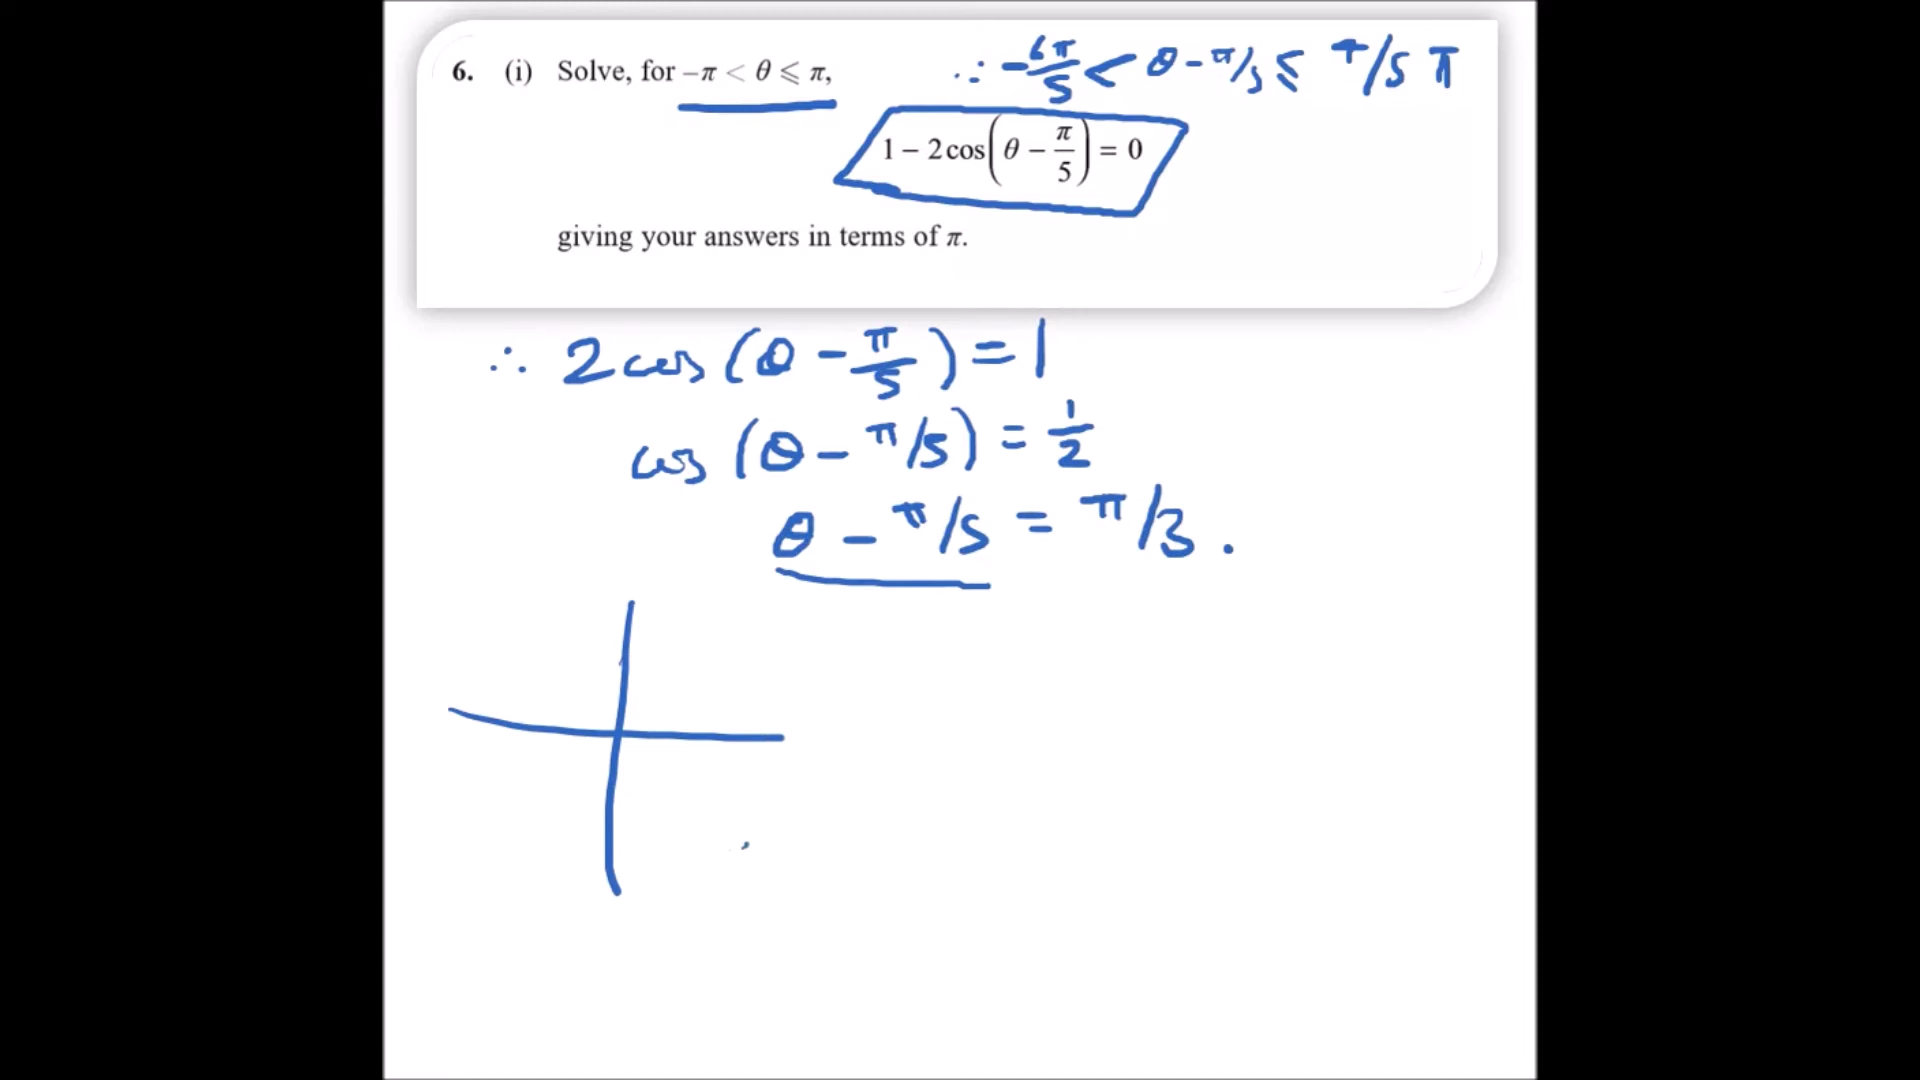 6. (i) Solve, for −π < θ ⩽ π, ∴ -6π/5 < θ - π/5 ≤ 4/5 π
1 − 2cos(θ − π/5) = 0
giving your answers in terms of π.
∴ 2cos(θ - π/5) = 1
cos(θ - π/5) = 1/2
θ - π/5 = π/3.